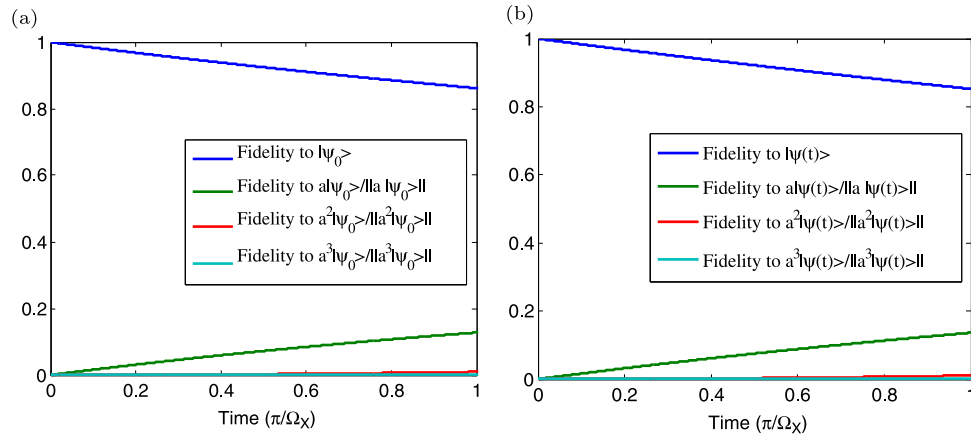 (a)
1
0.8
0.6
0.4
0.2
0
Fidelity to |ψ₀>
Fidelity to a|ψ₀>/||a |ψ₀>||
Fidelity to a²|ψ₀>/||a²|ψ₀>||
Fidelity to a³|ψ₀>/||a³|ψ₀>||
0 0.2 0.4 0.6 0.8 1
Time (π/Ω_X)
(b)
1
0.8
0.6
0.4
0.2
0
Fidelity to |ψ(t)>
Fidelity to a|ψ(t)>/||a |ψ(t)>||
Fidelity to a²|ψ(t)>/||a²|ψ(t)>||
Fidelity to a³|ψ(t)>/||a³|ψ(t)>||
0 0.2 0.4 0.6 0.8 1
Time (π/Ω_X)